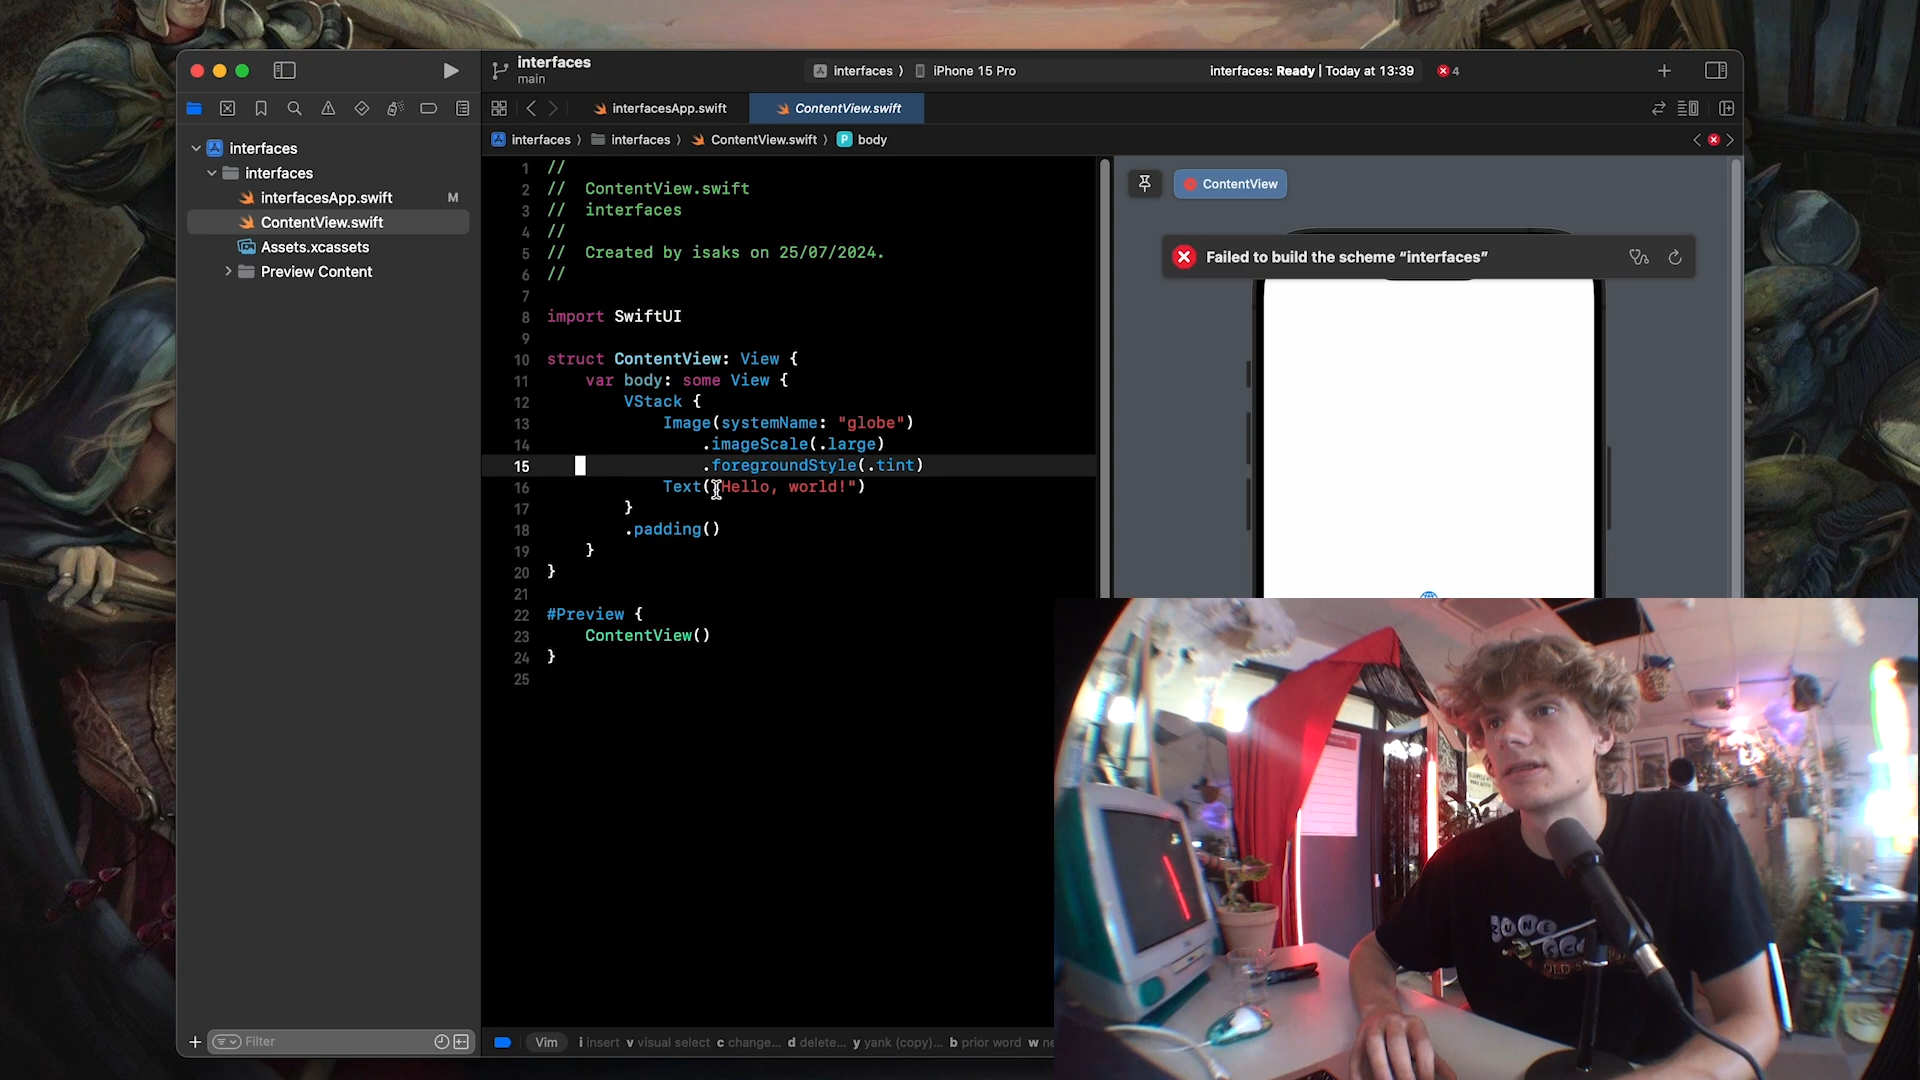 interfaces
main
interfaces 〉 iPhone 15 Pro
interfaces: Ready | Today at 13:39
4
interfacesApp.swift
ContentView.swift
interfaces 〉 interfaces 〉 ContentView.swift 〉 P body
interfaces
interfaces
interfacesApp.swift M
ContentView.swift
Assets.xcassets
Preview Content
1 //
2 //  ContentView.swift
3 //  interfaces
4 //
5 //  Created by isaks on 25/07/2024.
6 //
7
8 import SwiftUI
9
10 struct ContentView: View {
11     var body: some View {
12         VStack {
13             Image(systemName: "globe")
14                 .imageScale(.large)
15                 .foregroundStyle(.tint)
16             Text("Hello, world!")
17         }
18         .padding()
19     }
20 }
21
22 #Preview {
23     ContentView()
24 }
25
ContentView
Failed to build the scheme “interfaces”
Filter
Vim i insert v visual select c change... d delete... y yank (copy)... b prior word w